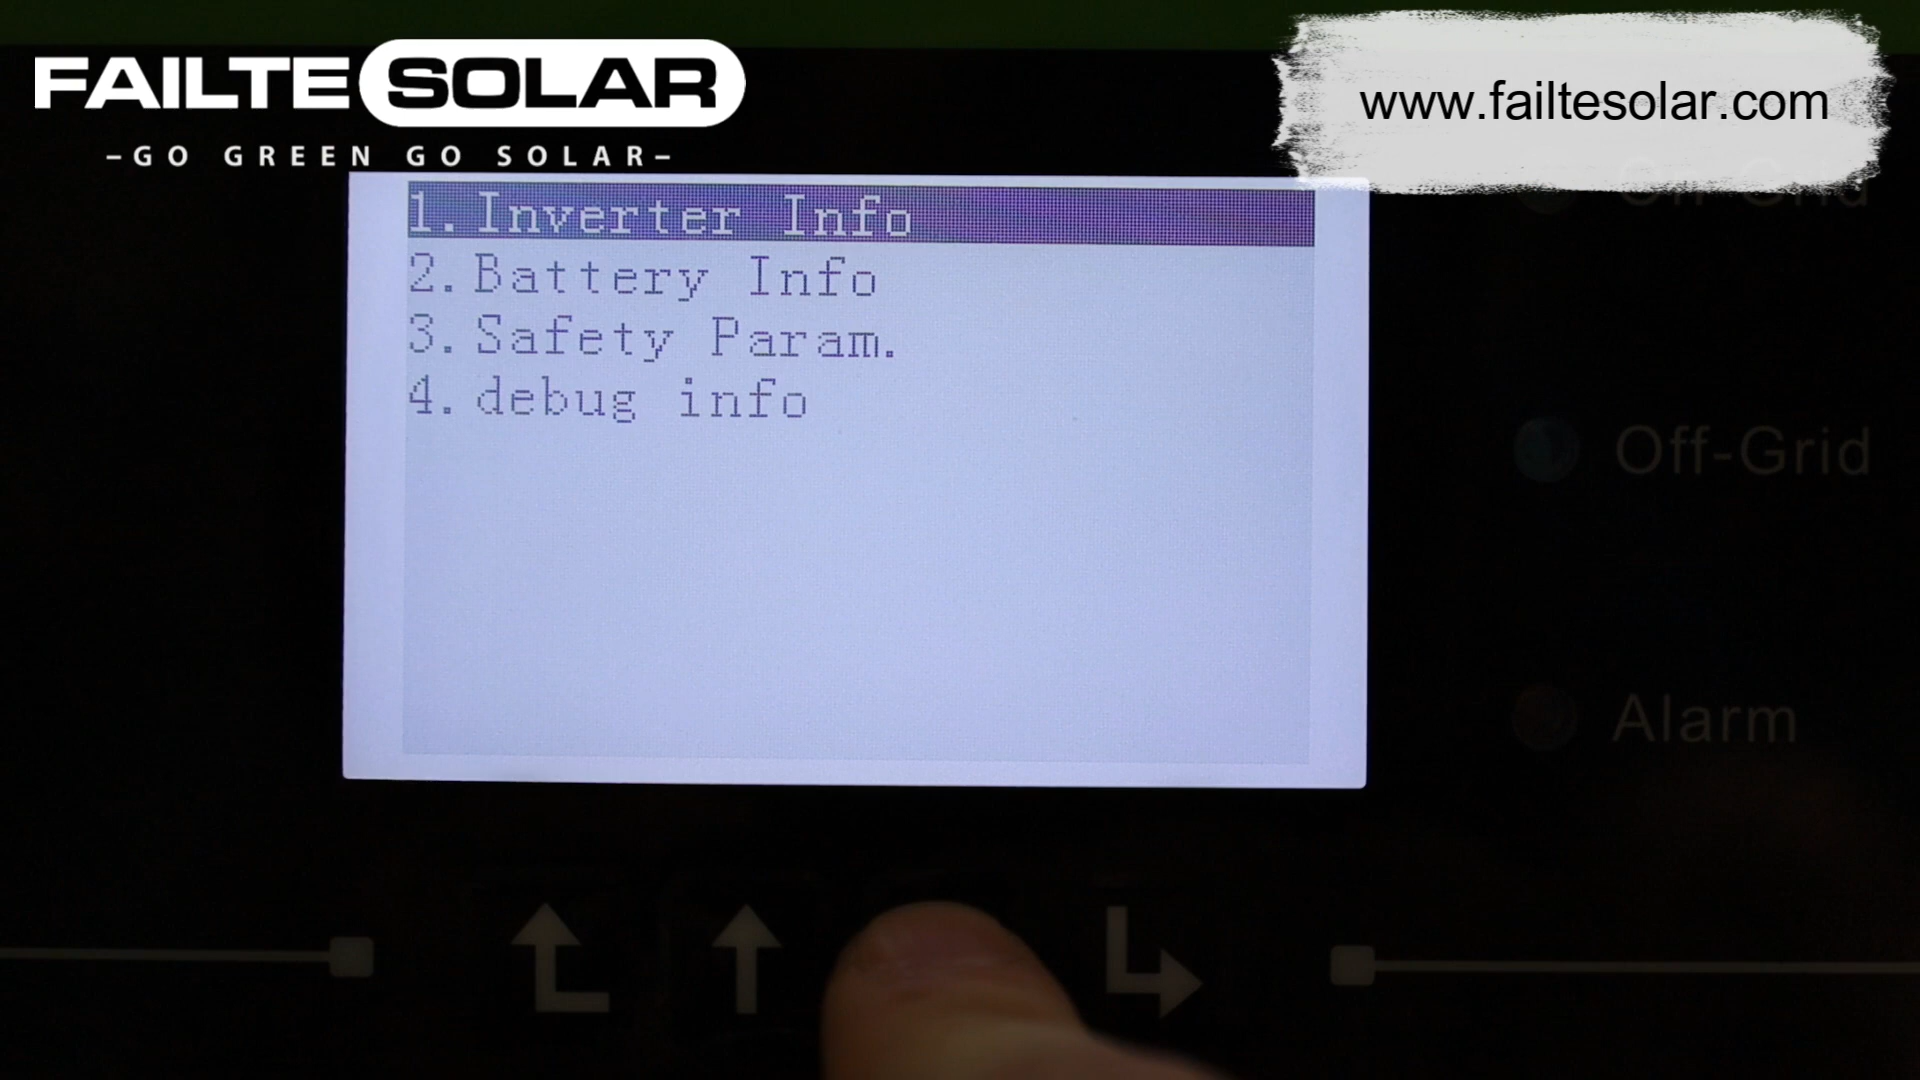 FAILTE SOLAR
-GO GREEN GO SOLAR-
www.failtesolar.com
1. Inverter Info
2. Battery Info
3. Safety Param.
4. debug info
Off-Grid
Alarm